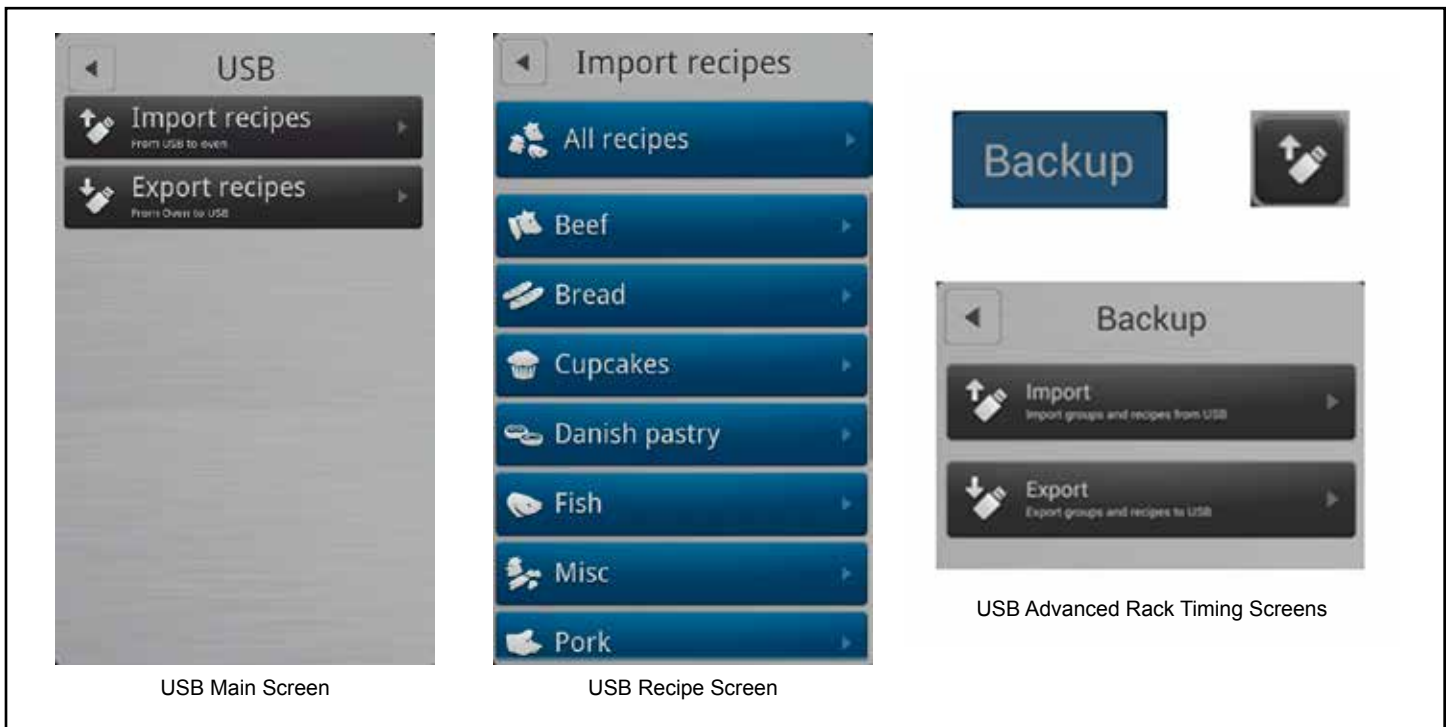 USB
Import recipes
From USB to oven
Export recipes
From Oven to USB
USB Main Screen
Import recipes
All recipes
Beef
Bread
Cupcakes
Danish pastry
Fish
Misc
Pork
USB Recipe Screen
Backup
Backup
Import
Import groups and recipes from USB
Export
Export groups and recipes to USB
USB Advanced Rack Timing Screens